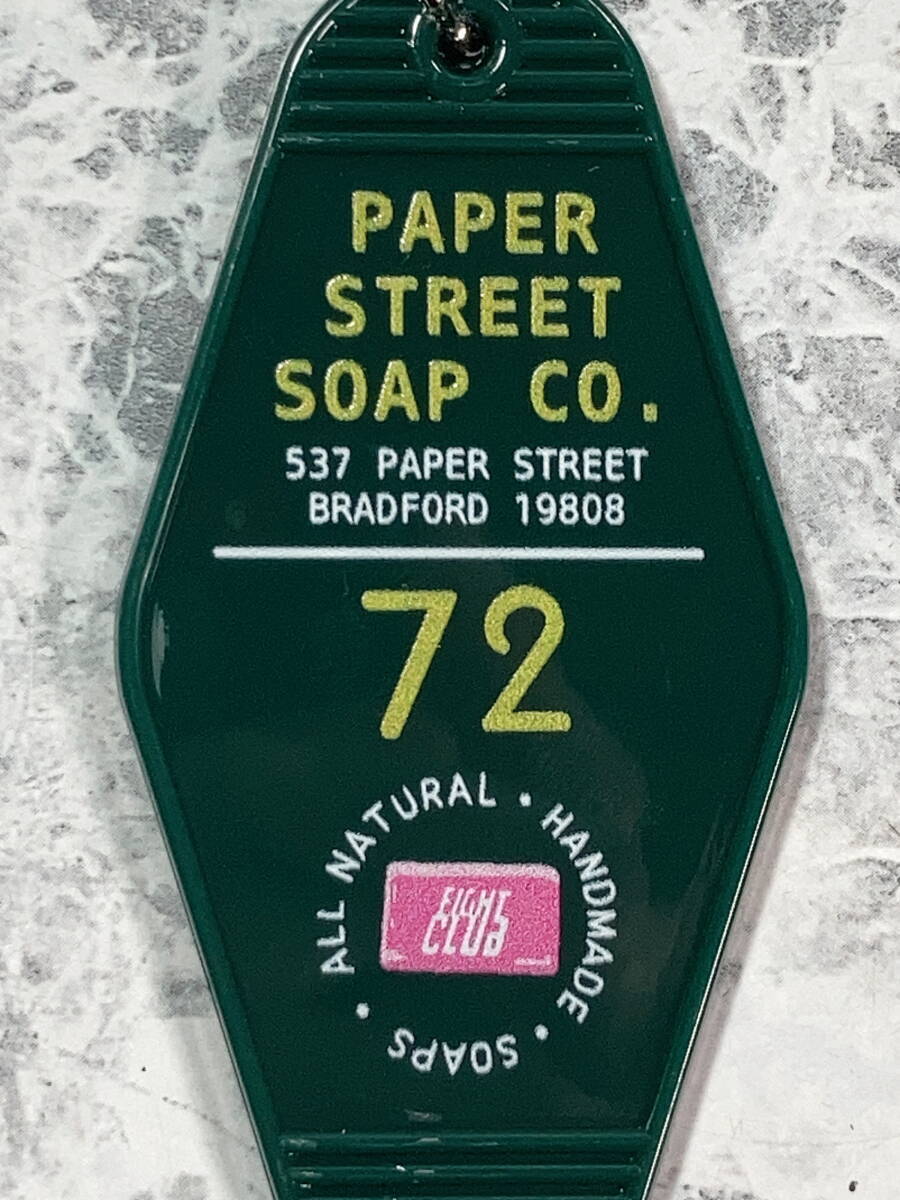 PAPER
STREET
SOAP CO.
537 PAPER STREET
BRADFORD 19808
72
ALL NATURAL • HANDMADE • SOAPS •
FIGHT
CLUB